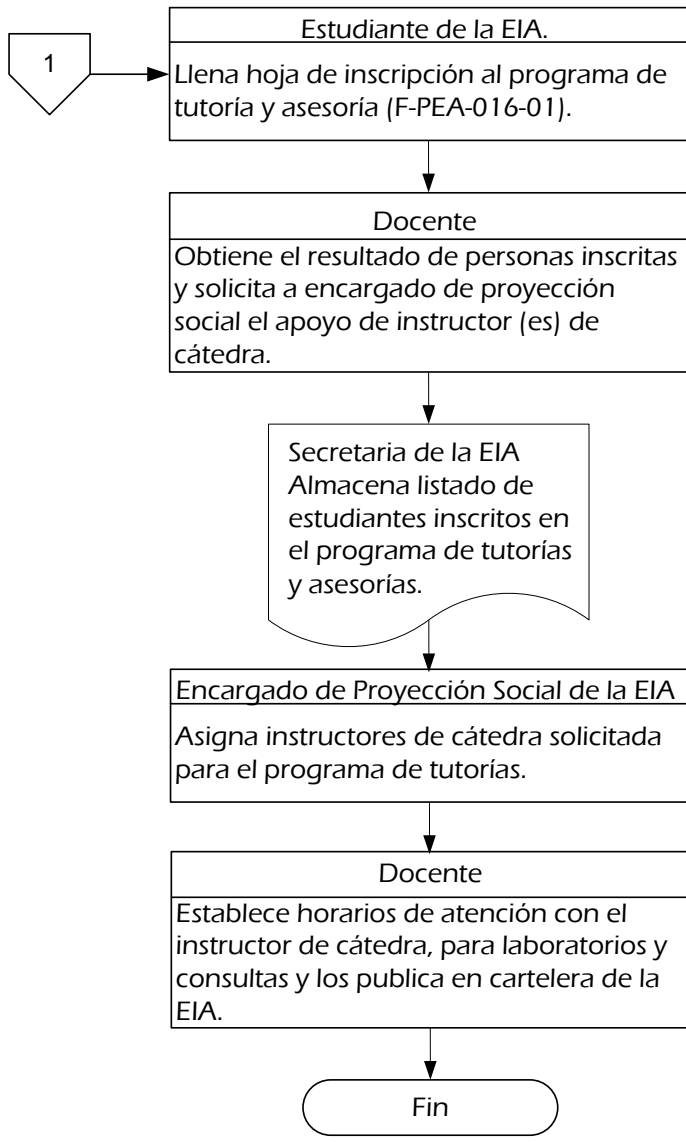 1
Estudiante de la EIA.
Llena hoja de inscripción al programa de
tutoría y asesoría (F-PEA-016-01).
Docente
Obtiene el resultado de personas inscritas
y solicita a encargado de proyección
social el apoyo de instructor (es) de
cátedra.
Secretaria de la EIA
Almacena listado de
estudiantes inscritos en
el programa de tutorías
y asesorías.
Encargado de Proyección Social de la EIA
Asigna instructores de cátedra solicitada
para el programa de tutorías.
Docente
Establece horarios de atención con el
instructor de cátedra, para laboratorios y
consultas y los publica en cartelera de la
EIA.
Fin